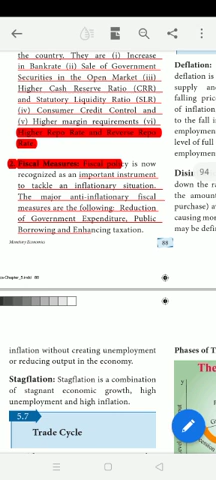 the country. They are (i) Increase
in Bankrate (ii) Sale of Government
Securities in the Open Market (iii)
Higher Cash Reserve Ratio (CRR)
and Statutory Liquidity Ratio (SLR)
(iv) Consumer Credit Control and
(v) Higher margin requirements (vi)
Higher Repo Rate and Reverse Repo
Rate.
2. Fiscal Measures: Fiscal policy is now
recognized as an important instrument
to tackle an inflationary situation.
The major anti-inflationary fiscal
measures are the following: Reduction
of Government Expenditure, Public
Borrowing and Enhancing taxation.
Deflation:
deflation is
supply and
falling price
of inflation
to the fall i
employmen
level of full
employmen
Disin
94
down the ra
the amount
purchase) a
causing mor
may be defi
Monetary Economics
88
inflation without creating unemployment
or reducing output in the economy.
Stagflation: Stagflation is a combination
of stagnant economic growth, high
unemployment and high inflation.
5.7
Trade Cycle
Phases of T
The
y